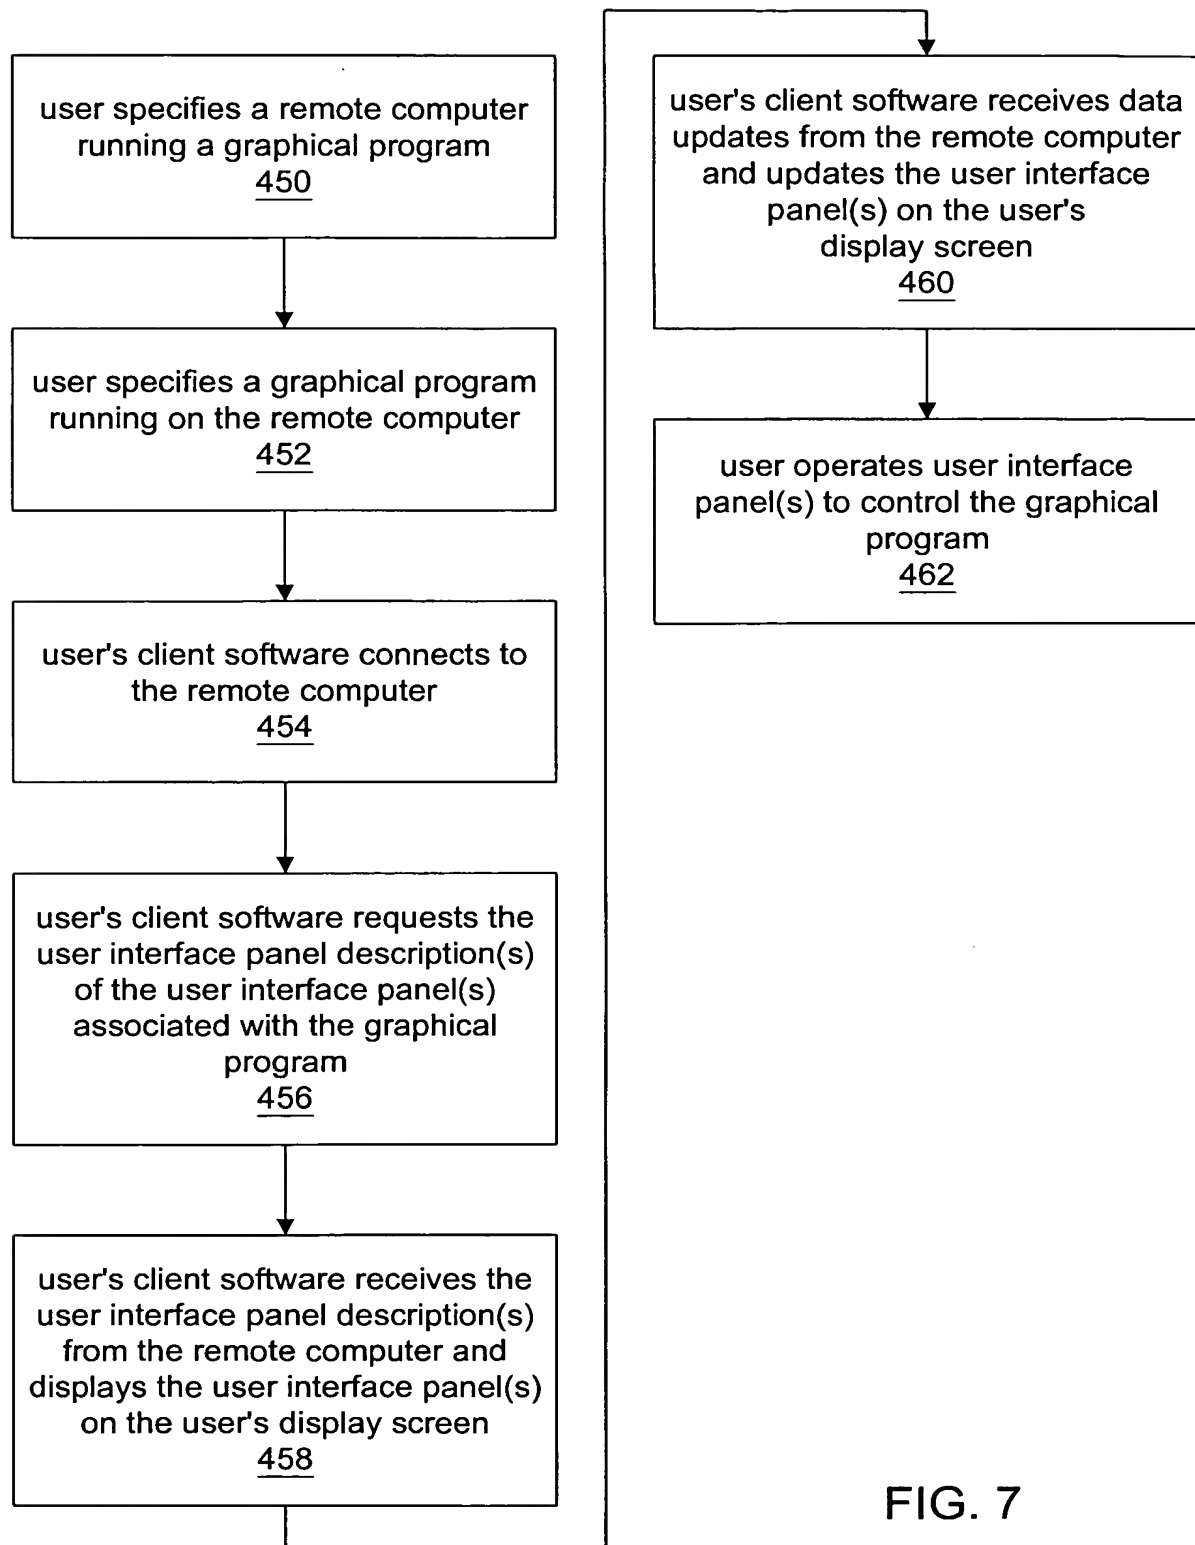 user specifies a remote computer
running a graphical program
450
user specifies a graphical program
running on the remote computer
452
user's client software connects to
the remote computer
454
user's client software requests the
user interface panel description(s)
of the user interface panel(s)
associated with the graphical
program
456
user's client software receives the
user interface panel description(s)
from the remote computer and
displays the user interface panel(s)
on the user's display screen
458
user's client software receives data
updates from the remote computer
and updates the user interface
panel(s) on the user's
display screen
460
user operates user interface
panel(s) to control the graphical
program
462
FIG. 7